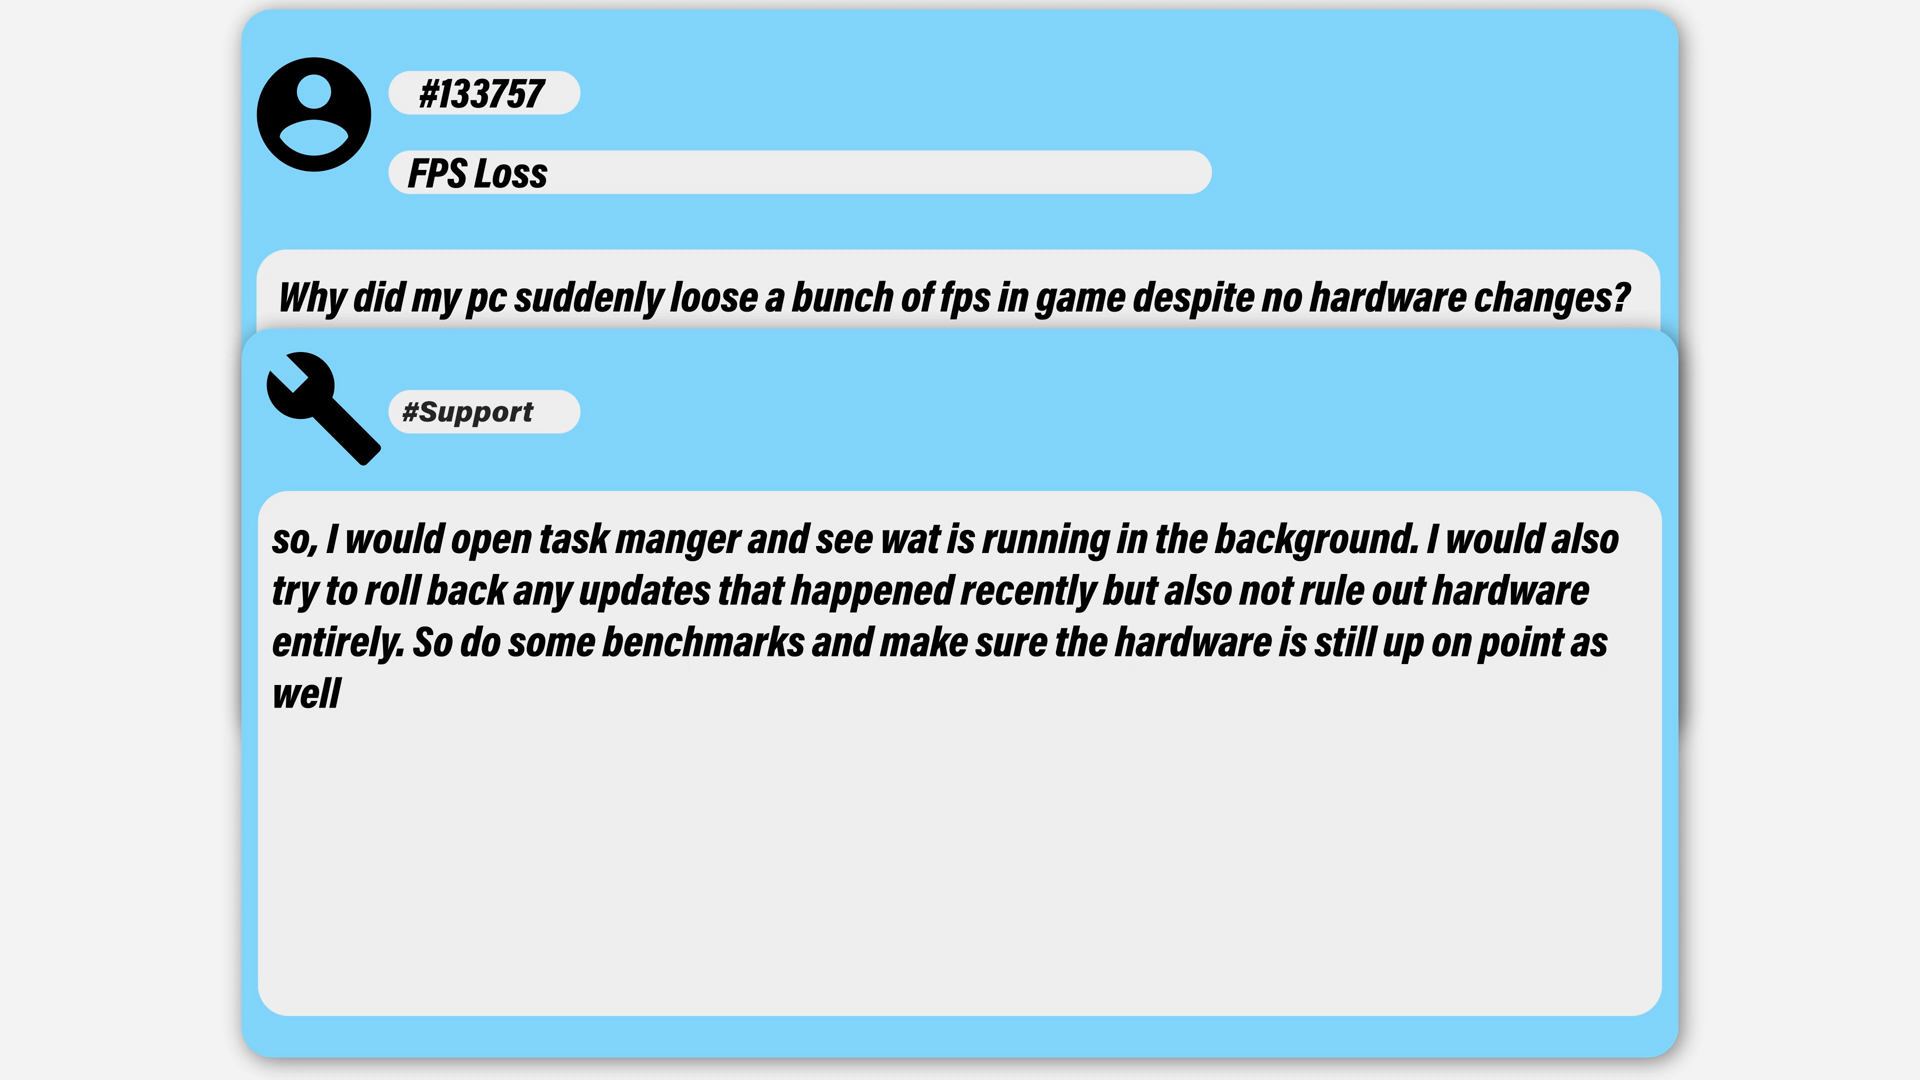 #133757
FPS Loss
Why did my pc suddenly loose a bunch of fps in game despite no hardware changes?
#Support
so, I would open task manger and see wat is running in the background. I would also
try to roll back any updates that happened recently but also not rule out hardware
entirely. So do some benchmarks and make sure the hardware is still up on point as
well